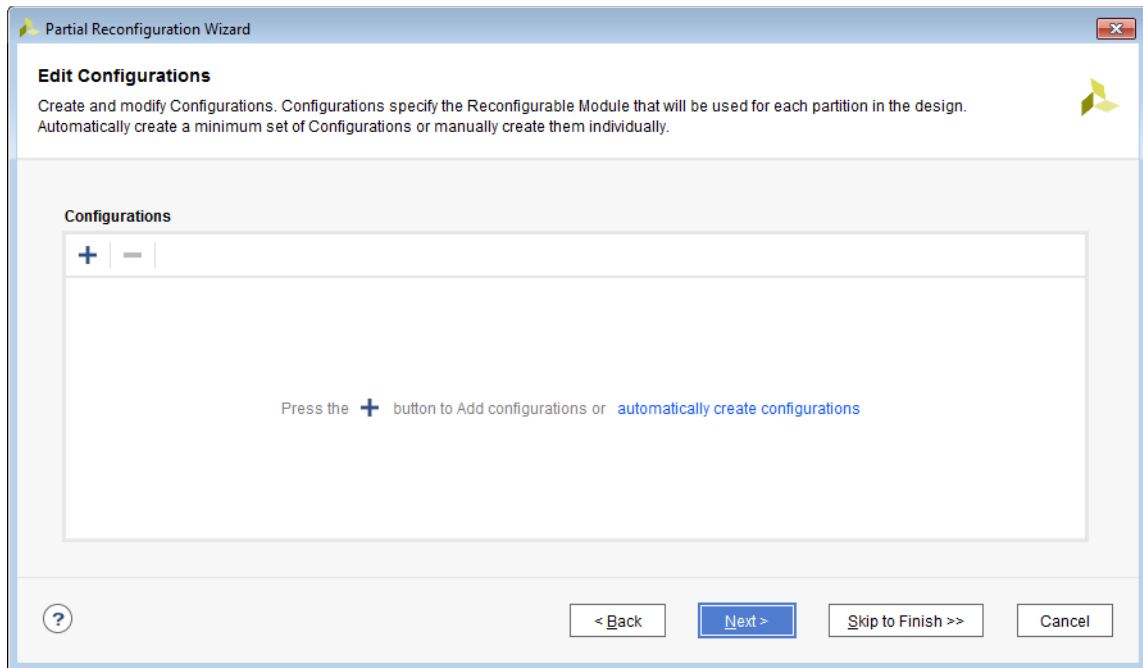 Partial Reconfiguration Wizard
Edit Configurations
Create and modify Configurations. Configurations specify the Reconfigurable Module that will be used for each partition in the design.
Automatically create a minimum set of Configurations or manually create them individually.
Configurations
Press the + button to Add configurations or automatically create configurations
?
< Back
Next >
Skip to Finish >>
Cancel